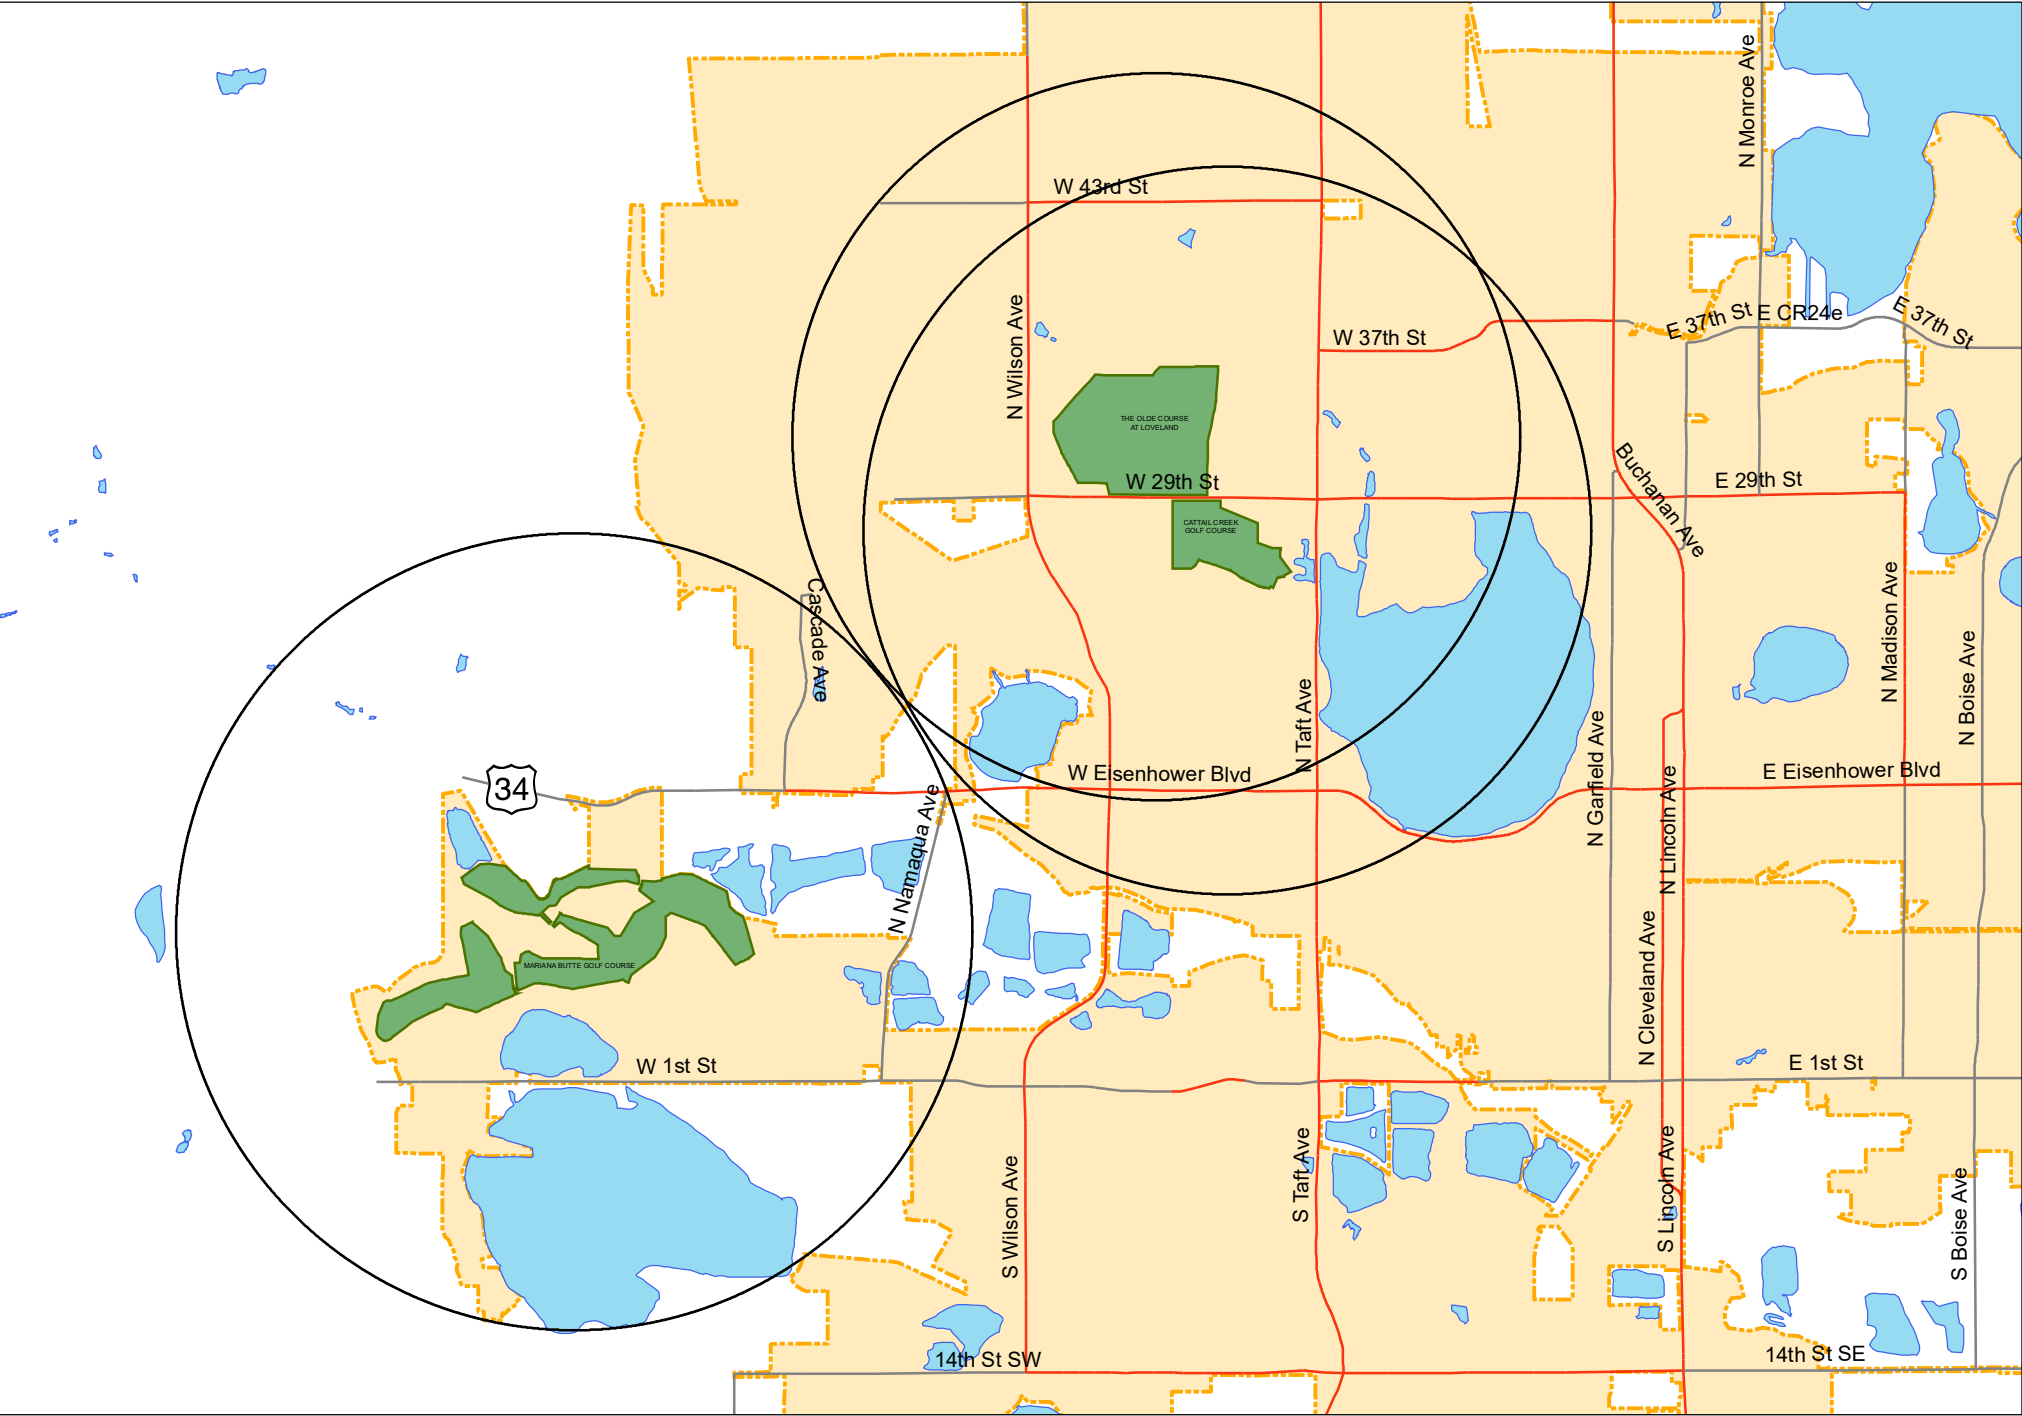 N Monroe Ave
W 43rd St
E 37th St
E CR24e
E 37th St
N Wilson Ave
W 37th St
THE OLDE COURSE
AT LOVELAND
W 29th St
E 29th St
Buchanan Ave
CATTAIL CREEK
GOLF COURSE
Cascade Ave
N Madison Ave
N Boise Ave
N Taft Ave
N Garfield Ave
34
W Eisenhower Blvd
E Eisenhower Blvd
N Namaqua Ave
N Lincoln Ave
MARIANA BUTTE GOLF COURSE
N Cleveland Ave
W 1st St
E 1st St
S Wilson Ave
S Taft Ave
S Lincoln Ave
S Boise Ave
14th St SW
14th St SE